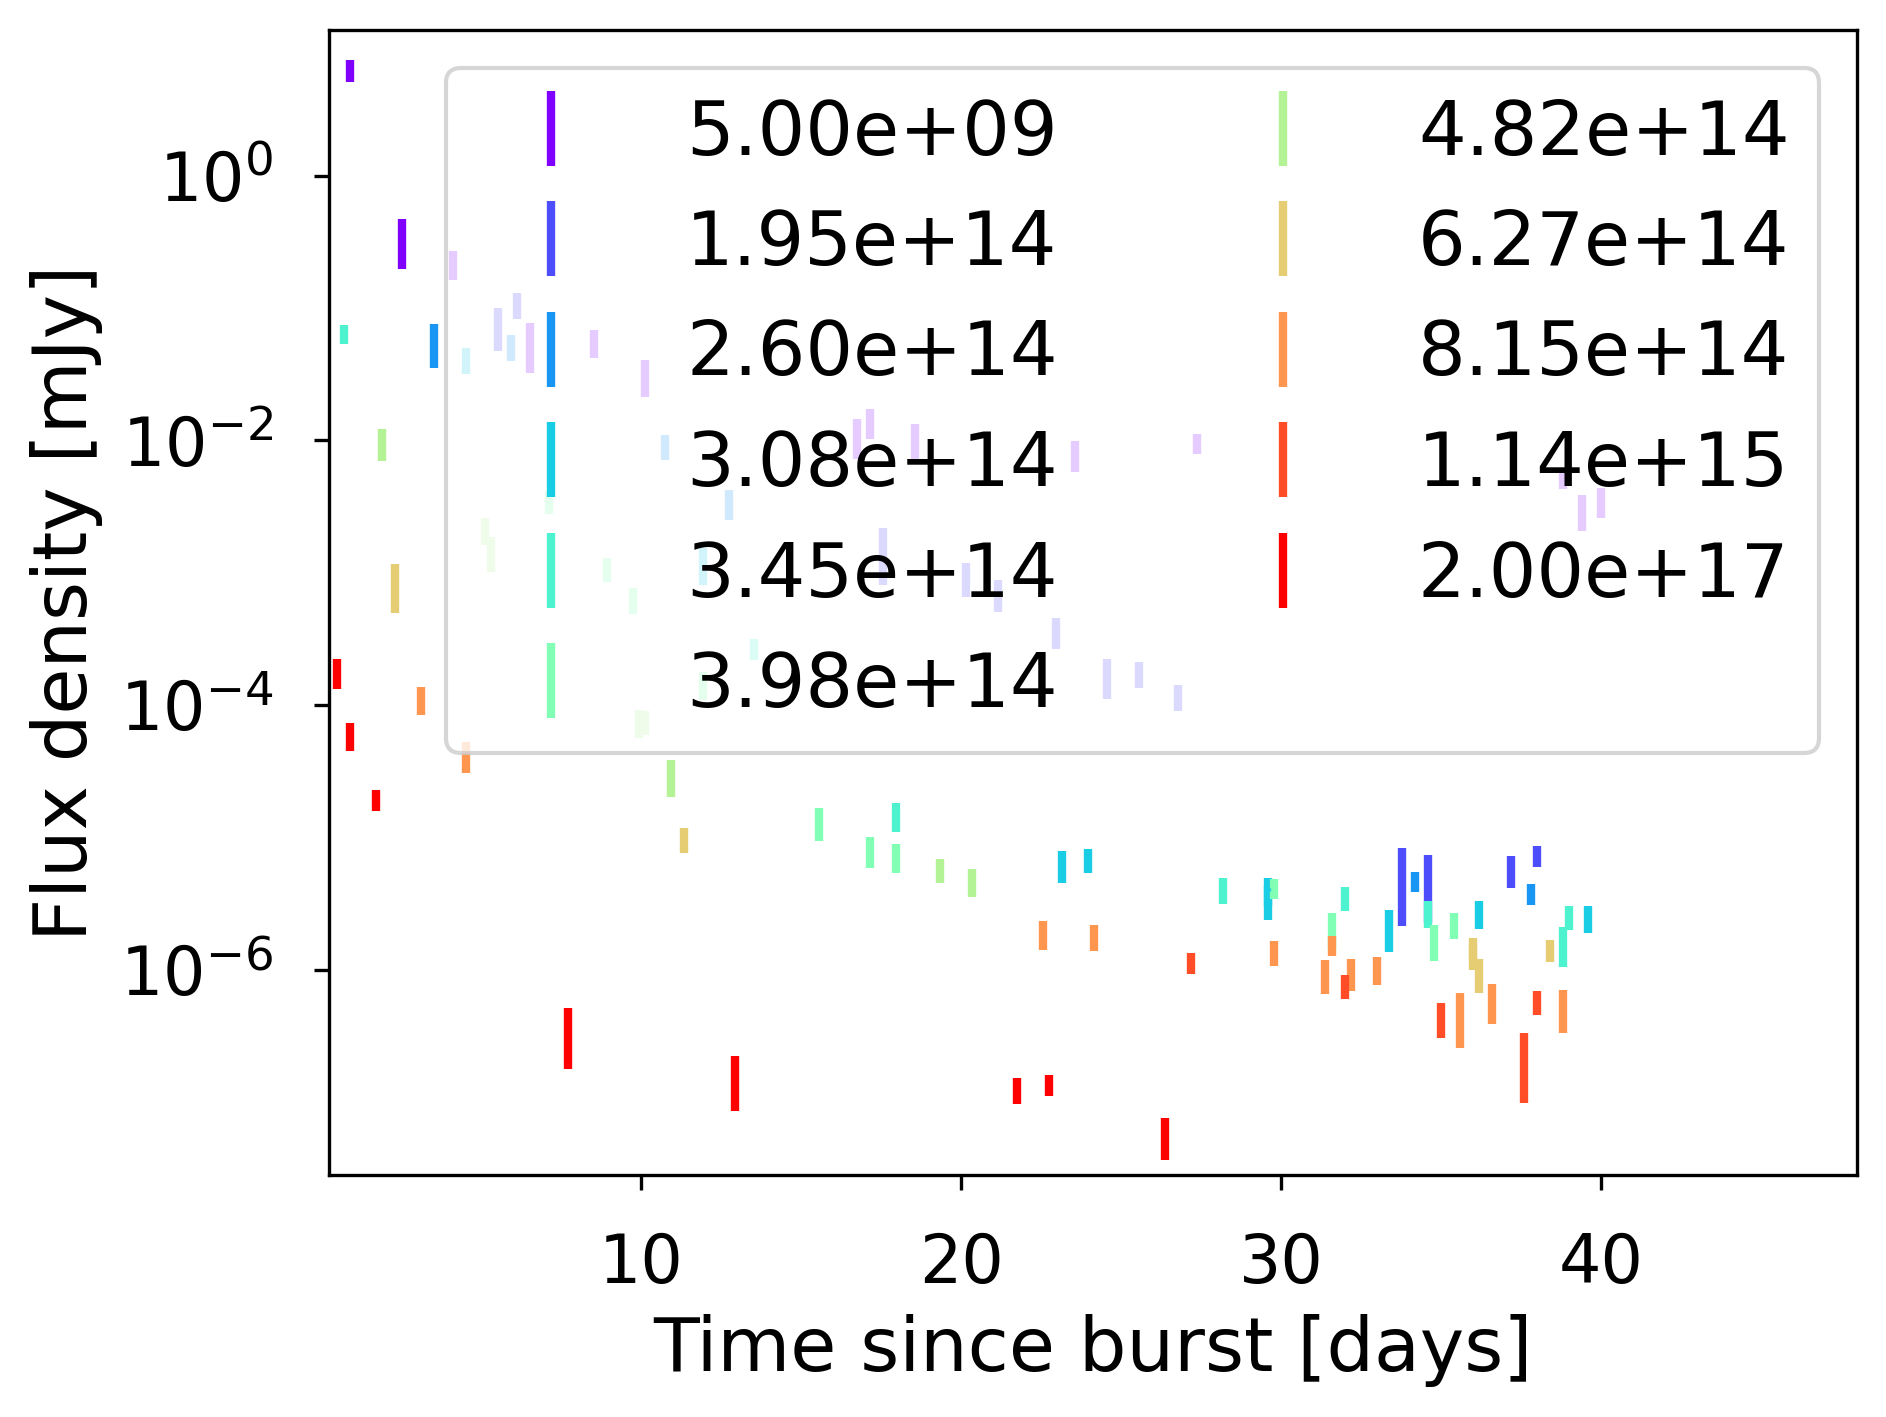 5.00e+09
1.95e+14
2.60e+14
3.08e+14
3.45e+14
3.98e+14
4.82e+14
6.27e+14
8.15e+14
1.14e+15
2.00e+17
10⁰
10⁻²
10⁻⁴
10⁻⁶
Flux density [mJy]
10 20 30 40
Time since burst [days]